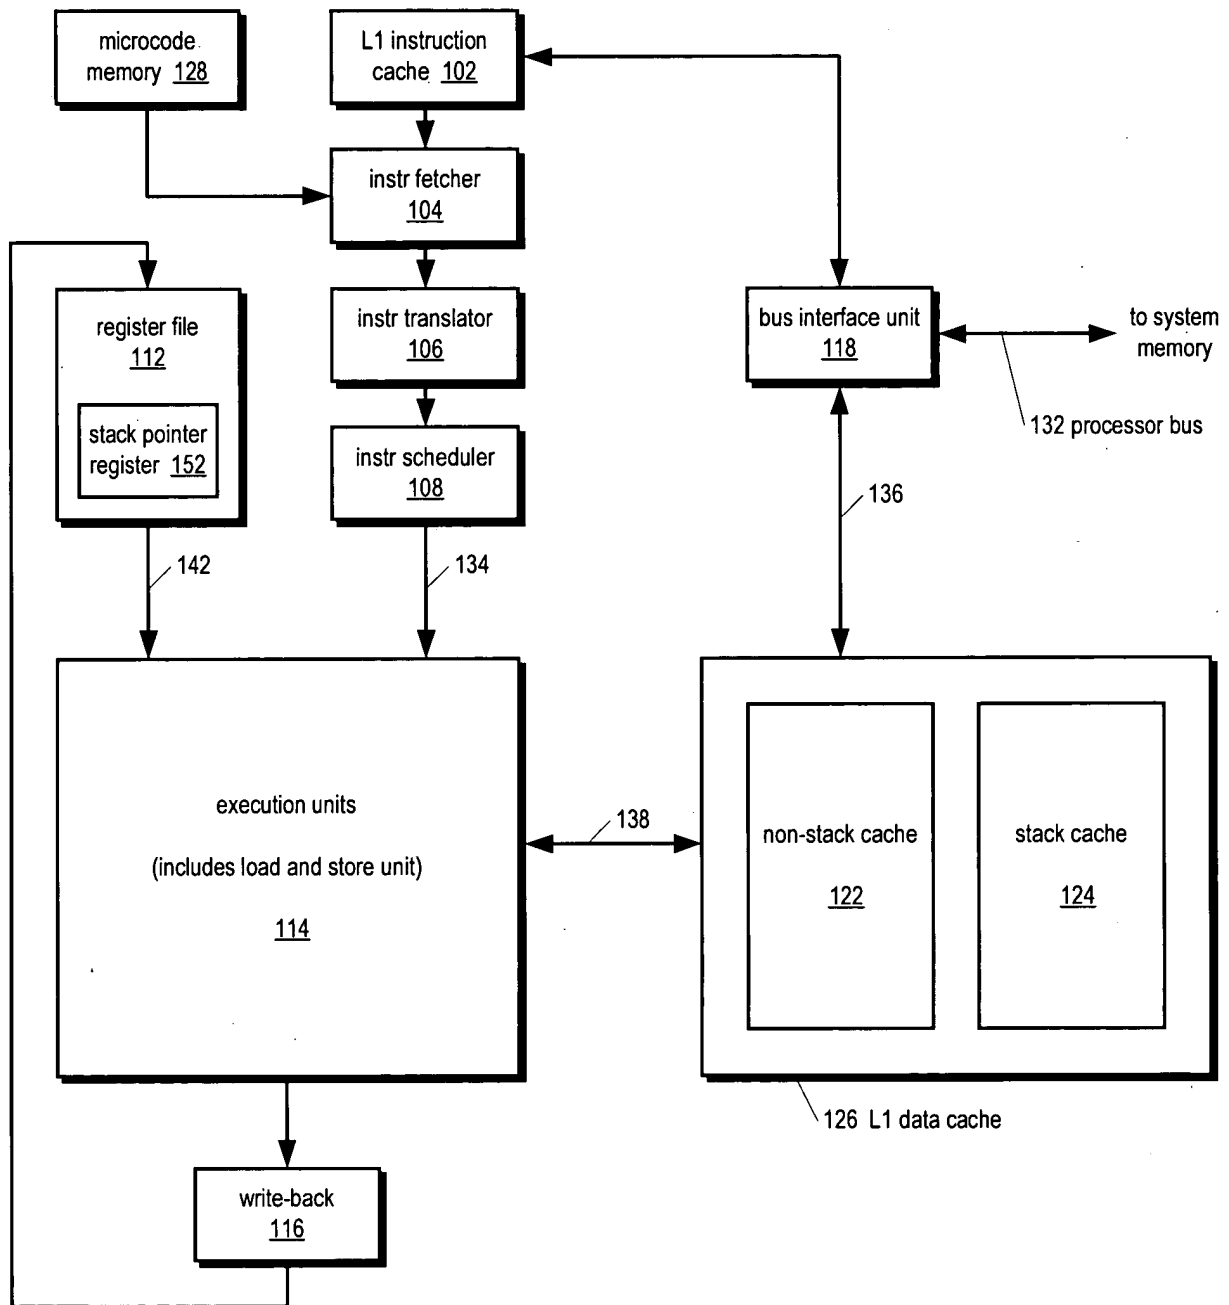 microcode
memory 128
L1 instruction
cache 102
instr fetcher
104
register file
112
stack pointer
register 152
instr translator
106
instr scheduler
108
bus interface unit
118
to system
memory
132 processor bus
136
142
134
execution units
(includes load and store unit)
114
138
non-stack cache
122
stack cache
124
126 L1 data cache
write-back
116